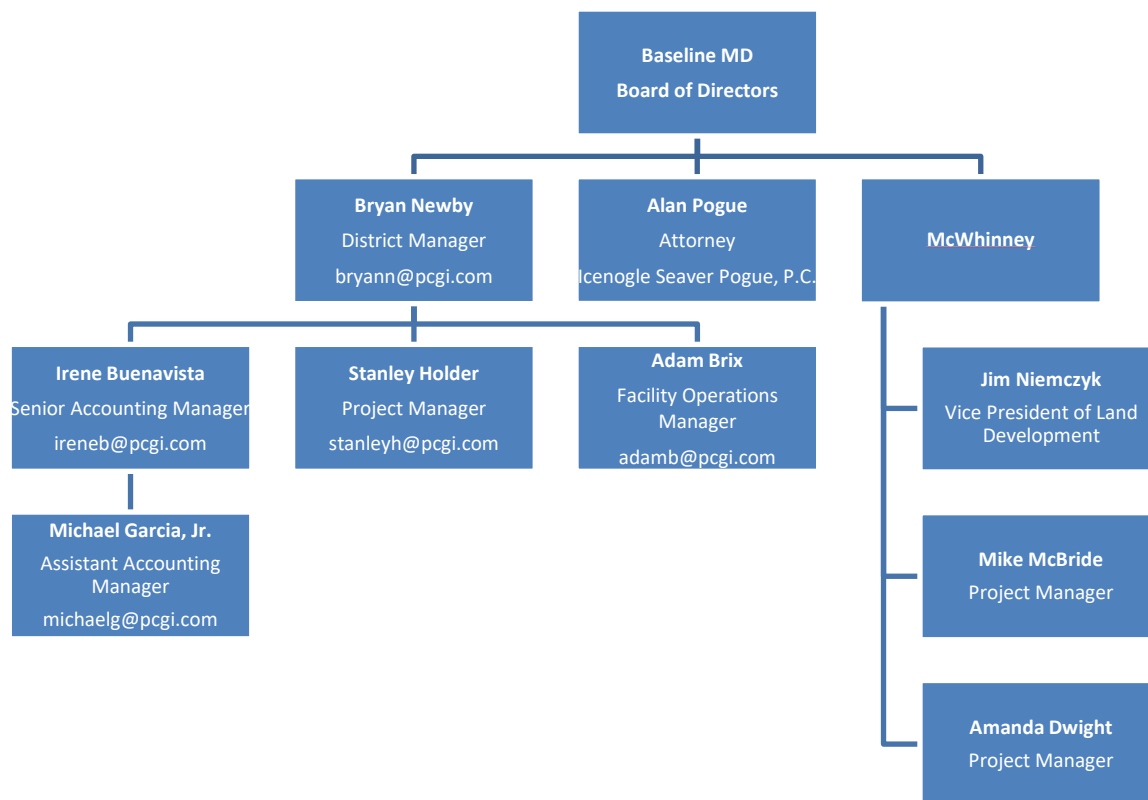 Baseline MD
Board of Directors
Bryan Newby
District Manager
bryann@pcgi.com
Alan Pogue
Attorney
Icenogle Seaver Pogue, P.C.
McWhinney
Irene Buenavista
Senior Accounting Manager
ireneb@pcgi.com
Stanley Holder
Project Manager
stanleyh@pcgi.com
Adam Brix
Facility Operations
Manager
adamb@pcgi.com
Michael Garcia, Jr.
Assistant Accounting
Manager
michaelg@pcgi.com
Jim Niemczyk
Vice President of Land
Development
Mike McBride
Project Manager
Amanda Dwight
Project Manager